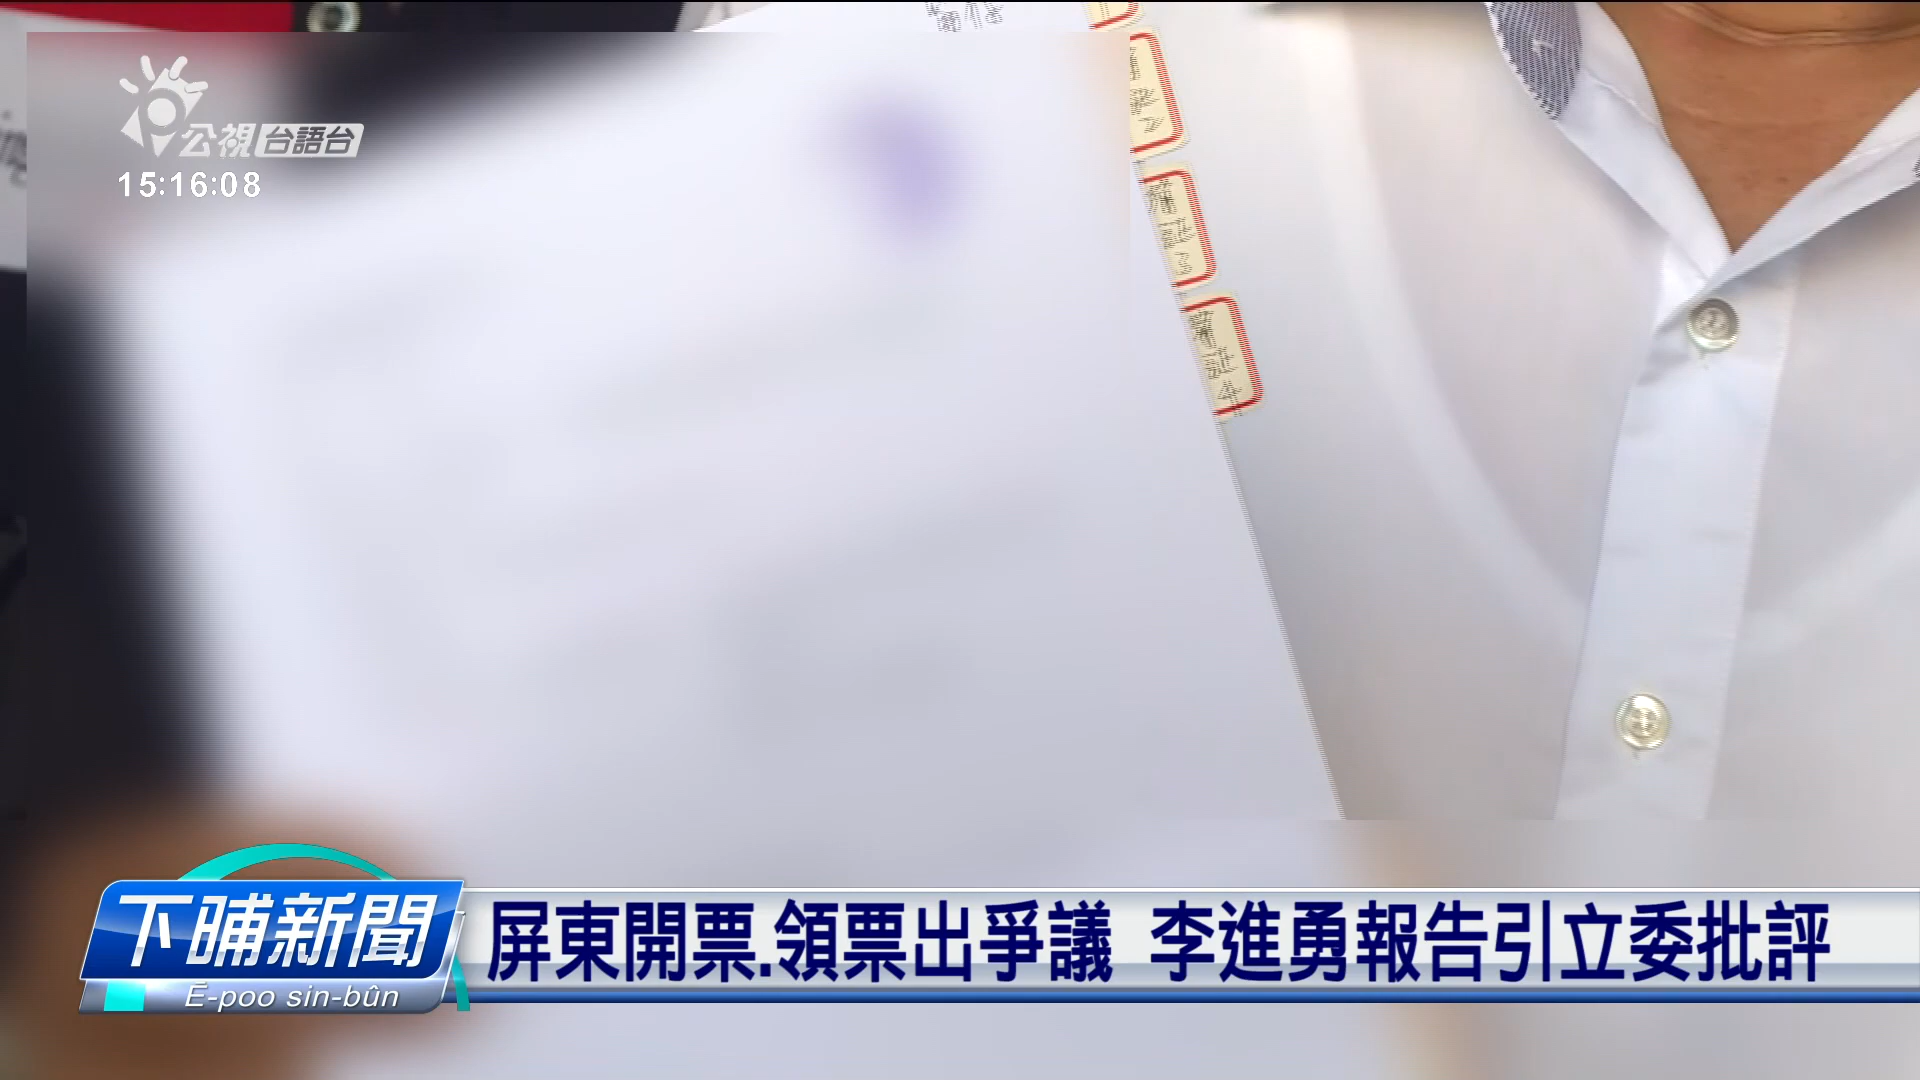 公視 台語台
15:16:08
下晡新聞
Ē-poo sin-bûn
屏東開票.領票出爭議 李進勇報告引立委批評